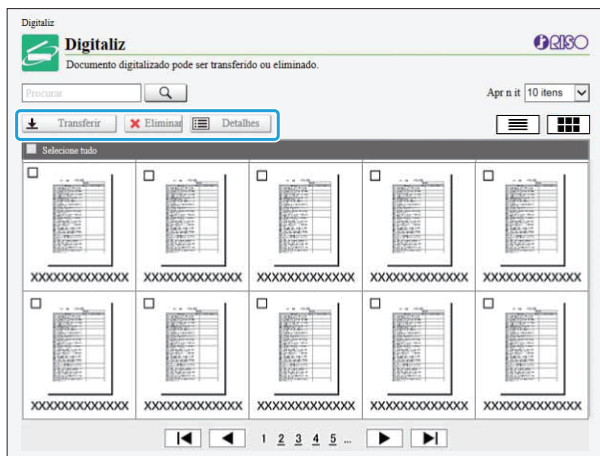 Digitaliz
Digitaliz
RISO
Documento digitalizado pode ser transferido ou eliminado.
Procurar
Apr n it 10 itens
Transferir Eliminar Detalhes
Selecione tudo
XXXXXXXXXXXXX XXXXXXXXXXXXX XXXXXXXXXXXXX XXXXXXXXXXXXX XXXXXXXXXXXXX
XXXXXXXXXXXXX XXXXXXXXXXXXX XXXXXXXXXXXXX XXXXXXXXXXXXX XXXXXXXXXXXXX
1 2 3 4 5 ...